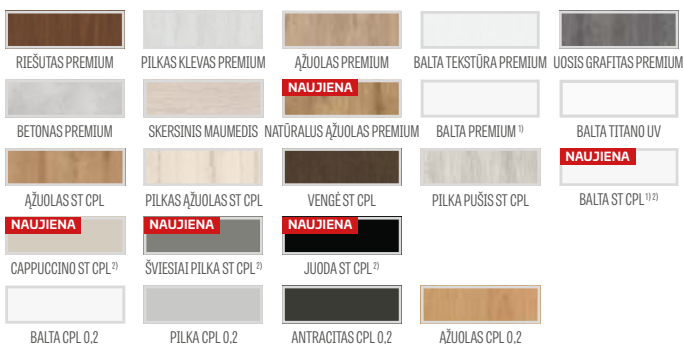 RIEŠUTAS PREMIUM PILKAS KLEVAS PREMIUM ĄŽUOLAS PREMIUM BALTA TEKSTŪRA PREMIUM UOSIS GRAFITAS PREMIUM
NAUJIENA
BETONAS PREMIUM SKERSINIS MAUMEDIS NATŪRALUS ĄŽUOLAS PREMIUM BALTA PREMIUM 1) BALTA TITANO UV
NAUJIENA
ĄŽUOLAS ST CPL PILKAS ĄŽUOLAS ST CPL VENGĖ ST CPL PILKA PUŠIS ST CPL BALTA ST CPL 1) 2)
NAUJIENA NAUJIENA NAUJIENA
CAPPUCCINO ST CPL 2) ŠVIESIAI PILKA ST CPL 2) JUODA ST CPL 2)
BALTA CPL 0,2 PILKA CPL 0,2 ANTRACITAS CPL 0,2 ĄŽUOLAS CPL 0,2